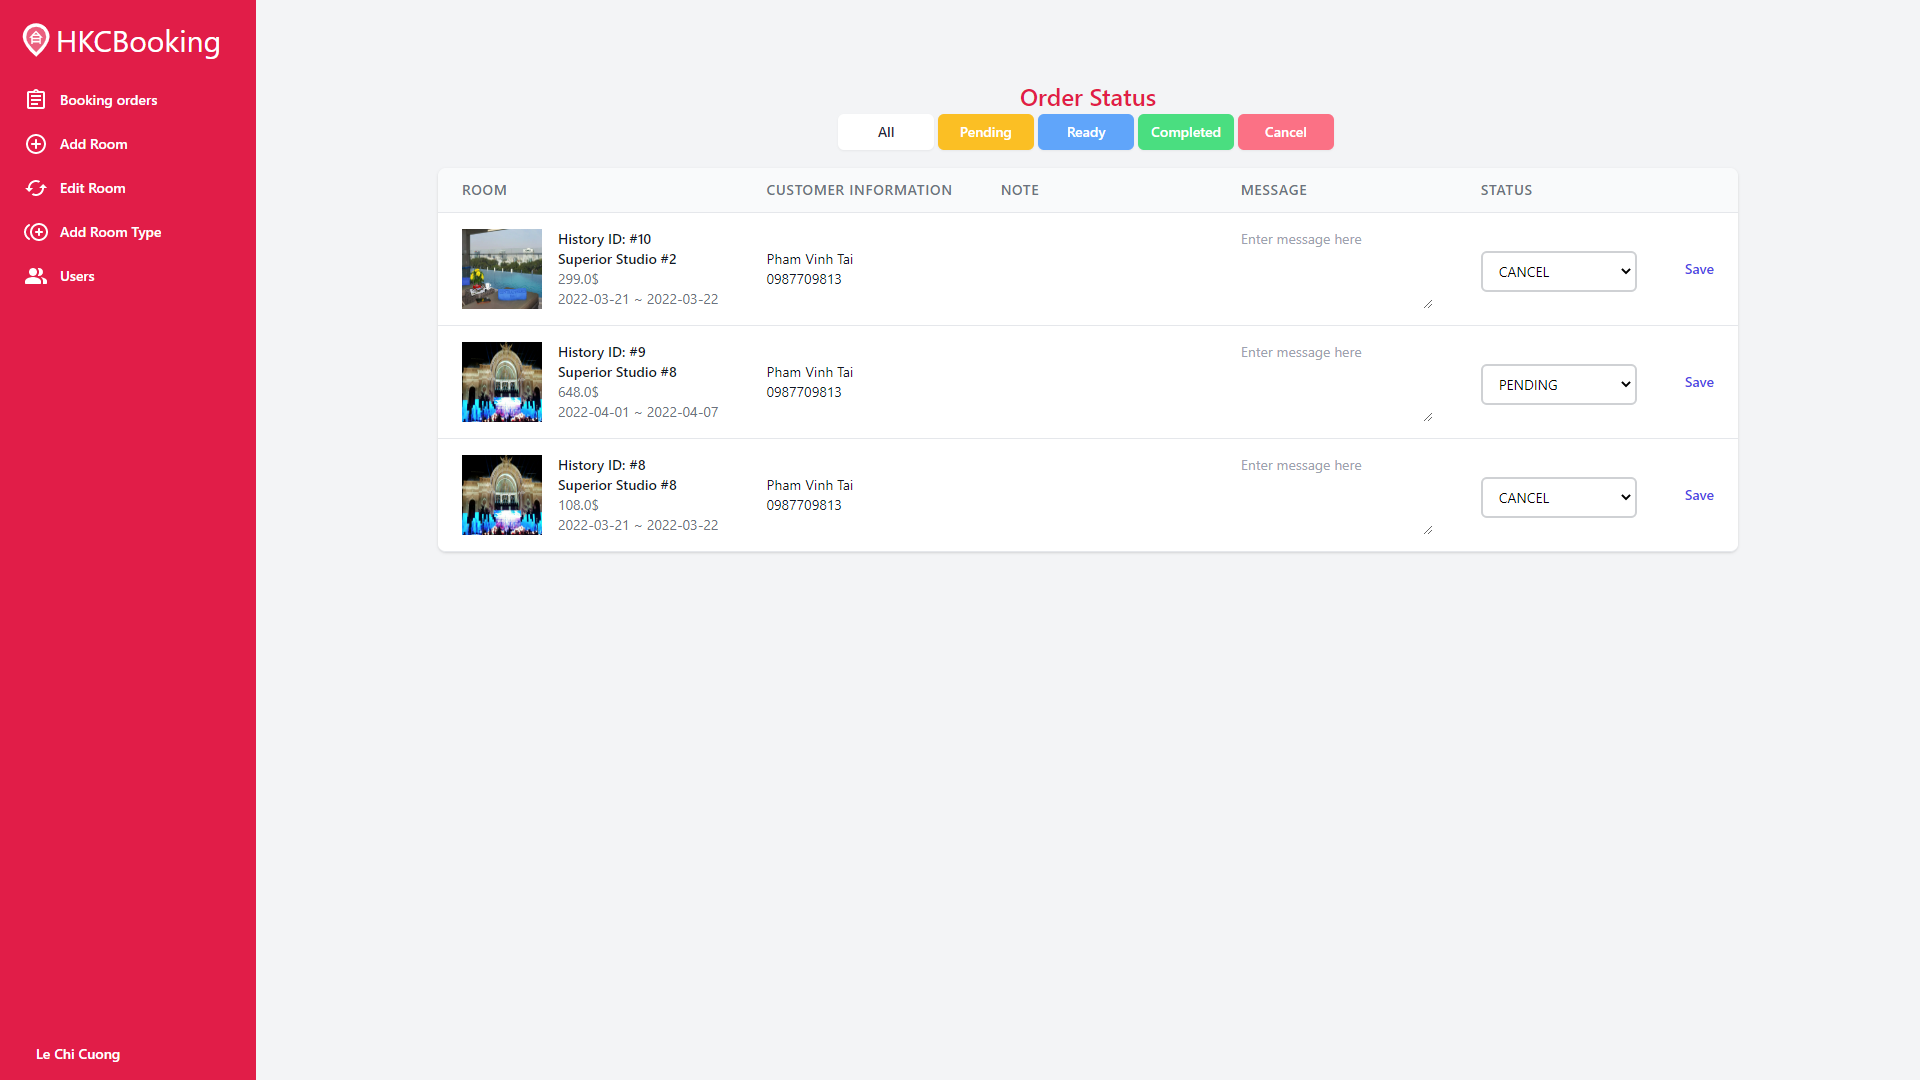 HKCBooking
Booking orders
Add Room
Edit Room
Add Room Type
Users
Le Chi Cuong
Order Status
All Pending Ready Completed Cancel
ROOM CUSTOMER INFORMATION NOTE MESSAGE STATUS
History ID: #10
Superior Studio #2
299.0$
2022-03-21 ~ 2022-03-22
Pham Vinh Tai
0987709813
Enter message here
CANCEL
Save
History ID: #9
Superior Studio #8
648.0$
2022-04-01 ~ 2022-04-07
Pham Vinh Tai
0987709813
Enter message here
PENDING
Save
History ID: #8
Superior Studio #8
108.0$
2022-03-21 ~ 2022-03-22
Pham Vinh Tai
0987709813
Enter message here
CANCEL
Save